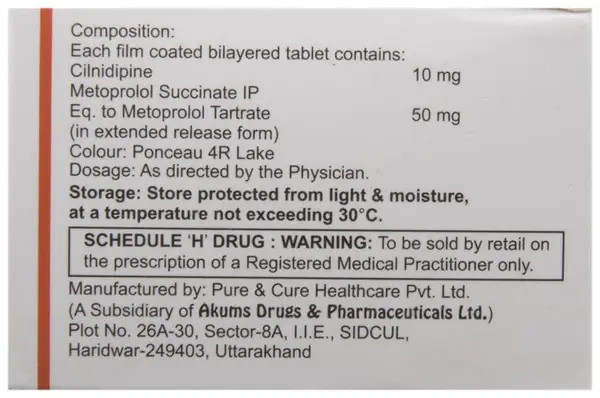 Composition:
Each film coated bilayered tablet contains:
Cilnidipine 10 mg
Metoprolol Succinate IP
Eq. to Metoprolol Tartrate 50 mg
(in extended release form)
Colour: Ponceau 4R Lake
Dosage: As directed by the Physician.
Storage: Store protected from light & moisture,
at a temperature not exceeding 30°C.
SCHEDULE 'H' DRUG : WARNING: To be sold by retail on
the prescription of a Registered Medical Practitioner only.
Manufactured by: Pure & Cure Healthcare Pvt. Ltd.
(A Subsidiary of Akums Drugs & Pharmaceuticals Ltd.)
Plot No. 26A-30, Sector-8A, I.I.E., SIDCUL,
Haridwar-249403, Uttarakhand